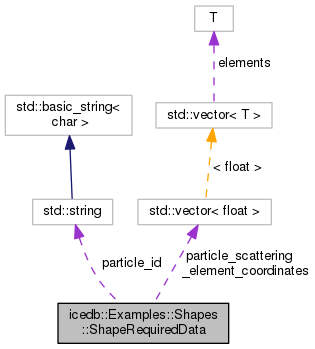 T
elements
std::basic_string<
char >
std::vector< T >
< float >
std::string
std::vector< float >
particle_id
particle_scattering
_element_coordinates
icedb::Examples::Shapes
::ShapeRequiredData